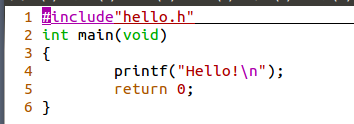 1 #include"hello.h"
2 int main(void)
3 {
4         printf("Hello!\n");
5         return 0;
6 }